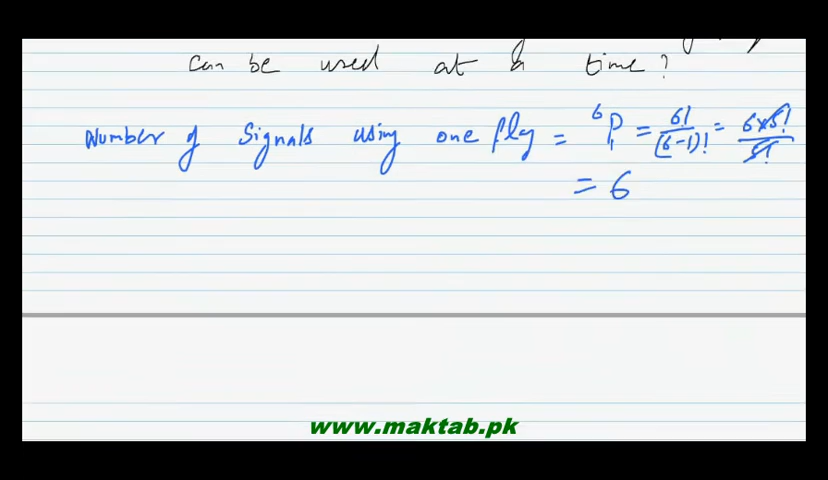 can be used at a time?
Number of Signals using one flag = ⁶P₁ = 6!/(6-1)! = 6×5!/5!
= 6
www.maktab.pk